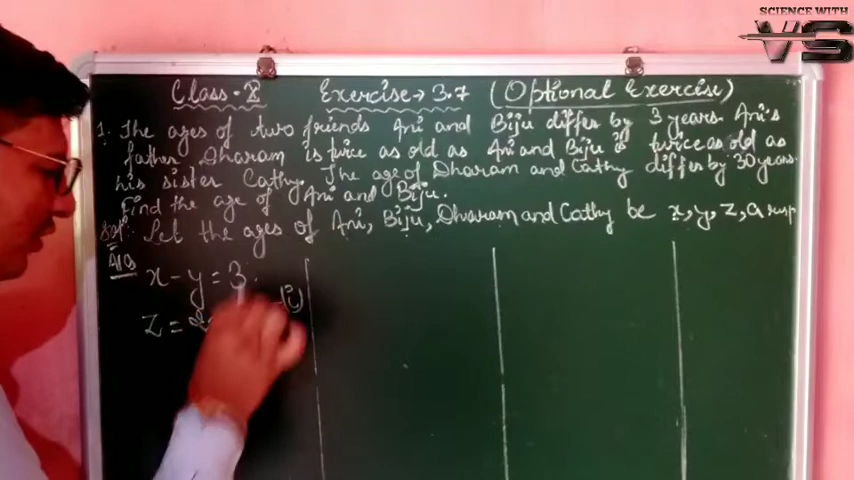 SCIENCE WITH
VS
Class-X Exercise→3.7 (Optional Exercise)
1. The ages of two friends Ani and Biju differ by 3 years. Ani's
father Dharam is twice as old as Ani and Biju is twice as old as
his sister Cathy. The age of Dharam and Cathy differ by 30 years.
Find the age of Ani and Biju.
Sol:- Let the ages of Ani, Biju, Dharam and Cathy be x, y, z, a resp
A/Q
x - y = 3
(i)
z = 2